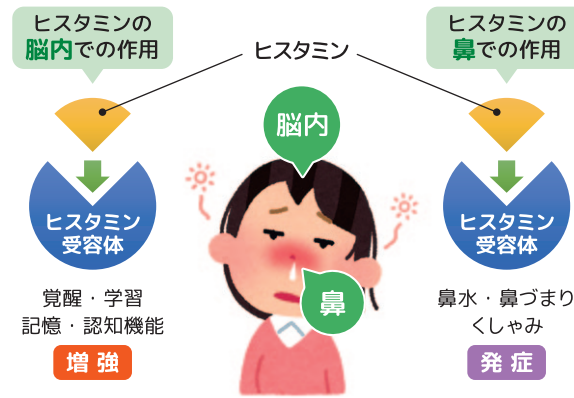 ヒスタミンの
脳内での作用
ヒスタミン
ヒスタミンの
鼻での作用
脳内
ヒスタミン
受容体
ヒスタミン
受容体
鼻
覚醒・学習
記憶・認知機能
増強
鼻水・鼻づまり
くしゃみ
発症